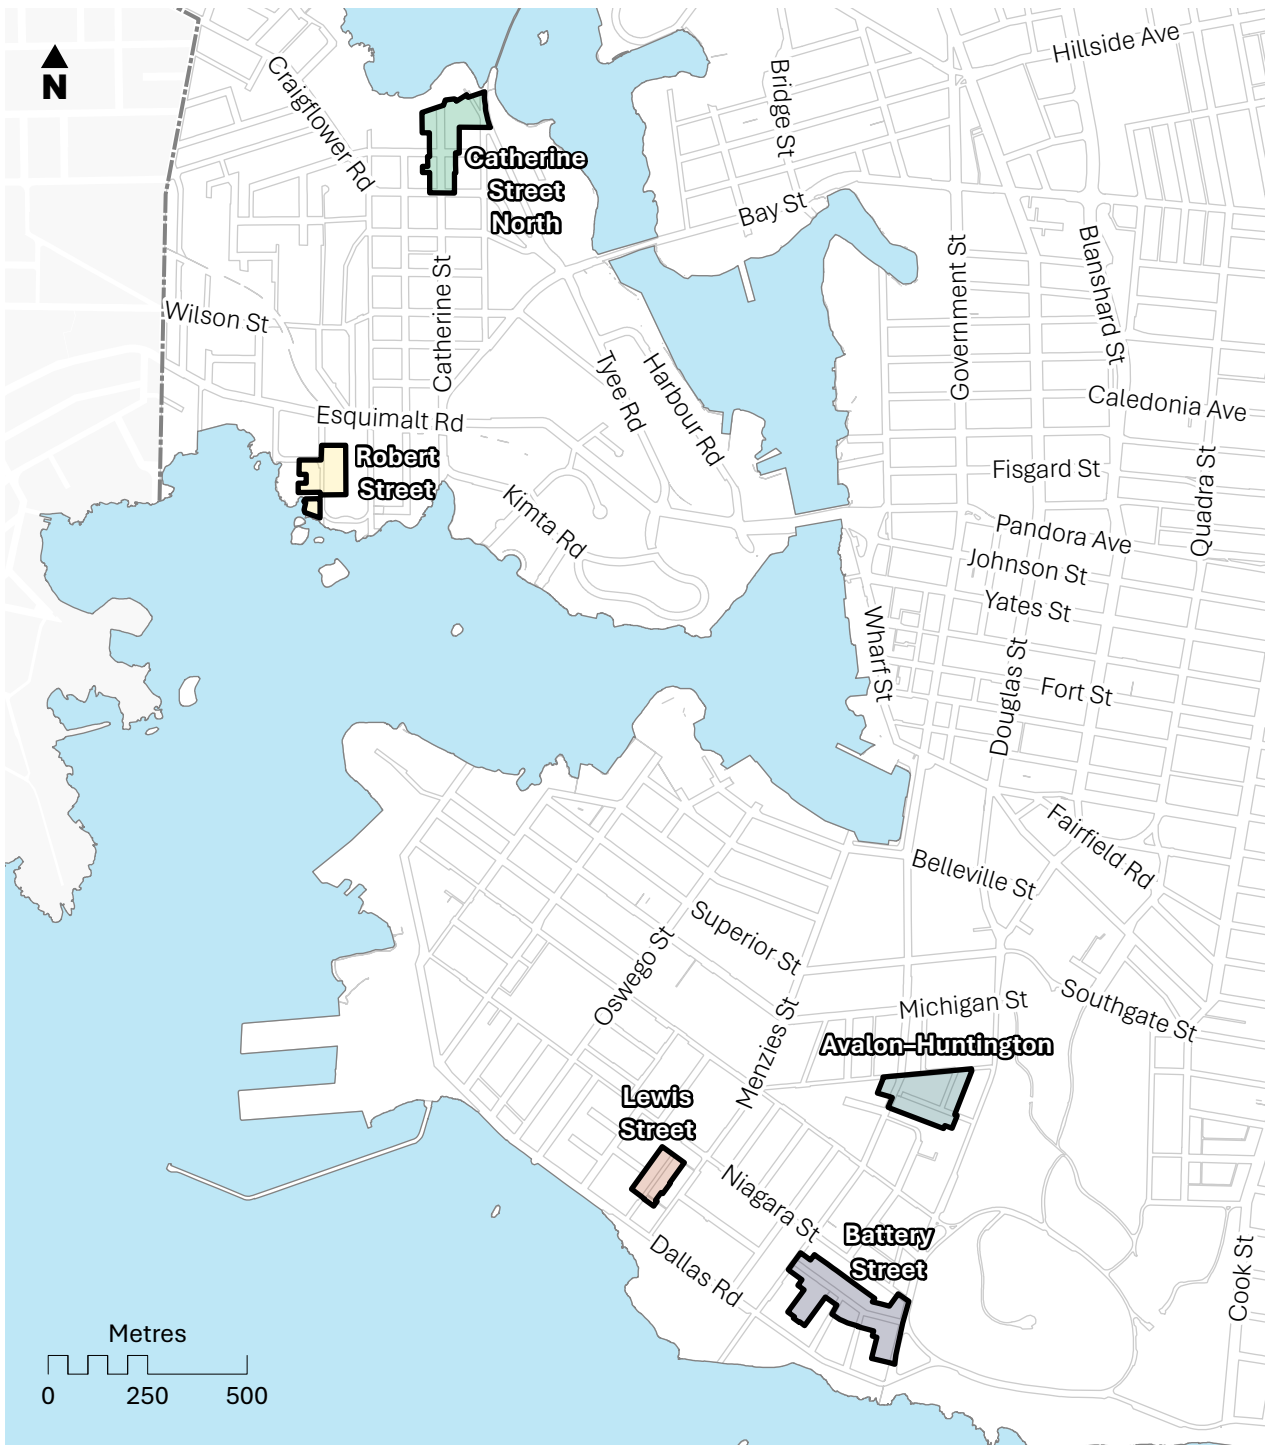 N
Hillside Ave
Craigflower Rd
Bridge St
Catherine
Street
North
Bay St
Government St
Blanshard St
Catherine St
Wilson St
Tyee Rd
Harbour Rd
Caledonia Ave
Esquimalt Rd
Robert
Street
Fisgard St
Quadra St
Kimta Rd
Pandora Ave
Johnson St
Yates St
Wharf St
Douglas St
Fort St
Fairfield Rd
Belleville St
Superior St
Oswego St
Michigan St
Southgate St
Menzies St
Avalon–Huntington
Lewis
Street
Niagara St
Battery
Street
Dallas Rd
Cook St
Metres
0 250 500